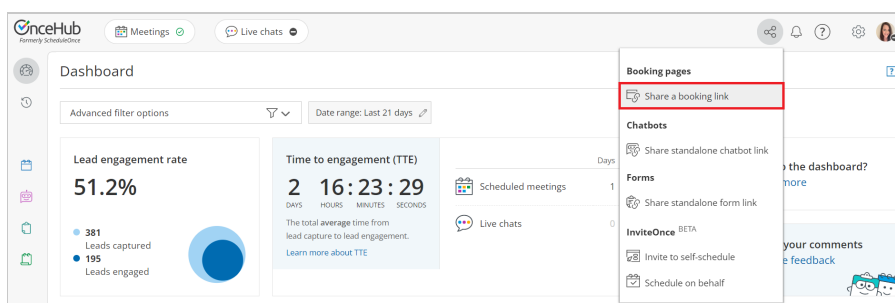 OnceHub
Formerly ScheduleOnce
Meetings
Live chats
?
Dashboard
?
Advanced filter options
Date range: Last 21 days
Lead engagement rate
51.2%
381
Leads captured
195
Leads engaged
Time to engagement (TTE)
2 16 : 23 : 29
DAYS HOURS MINUTES SECONDS
The total average time from
lead capture to lead engagement.
Learn more about TTE
Days
Scheduled meetings 1
Live chats 0
Booking pages
Share a booking link
Chatbots
Share standalone chatbot link
Forms
Share standalone form link
InviteOnce BETA
Invite to self-schedule
Schedule on behalf
the dashboard?
more
your comments
feedback